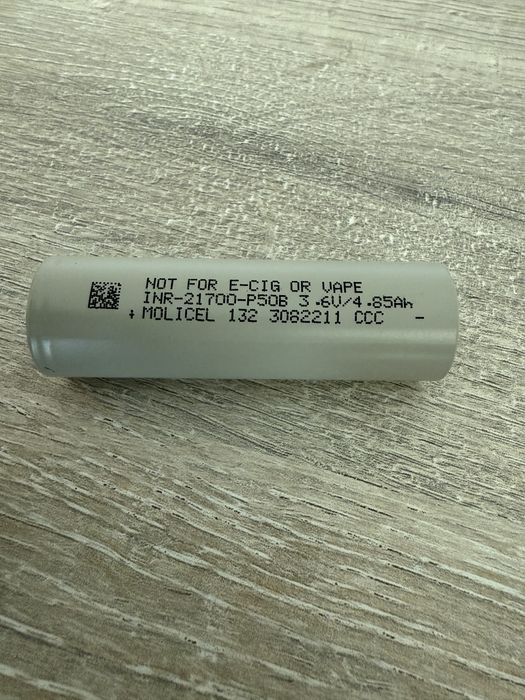 NOT FOR E-CIG OR VAPE
INR-21700-P50B 3.6V/4.85Ah
+ MOLICEL 132 3082211 CCC -